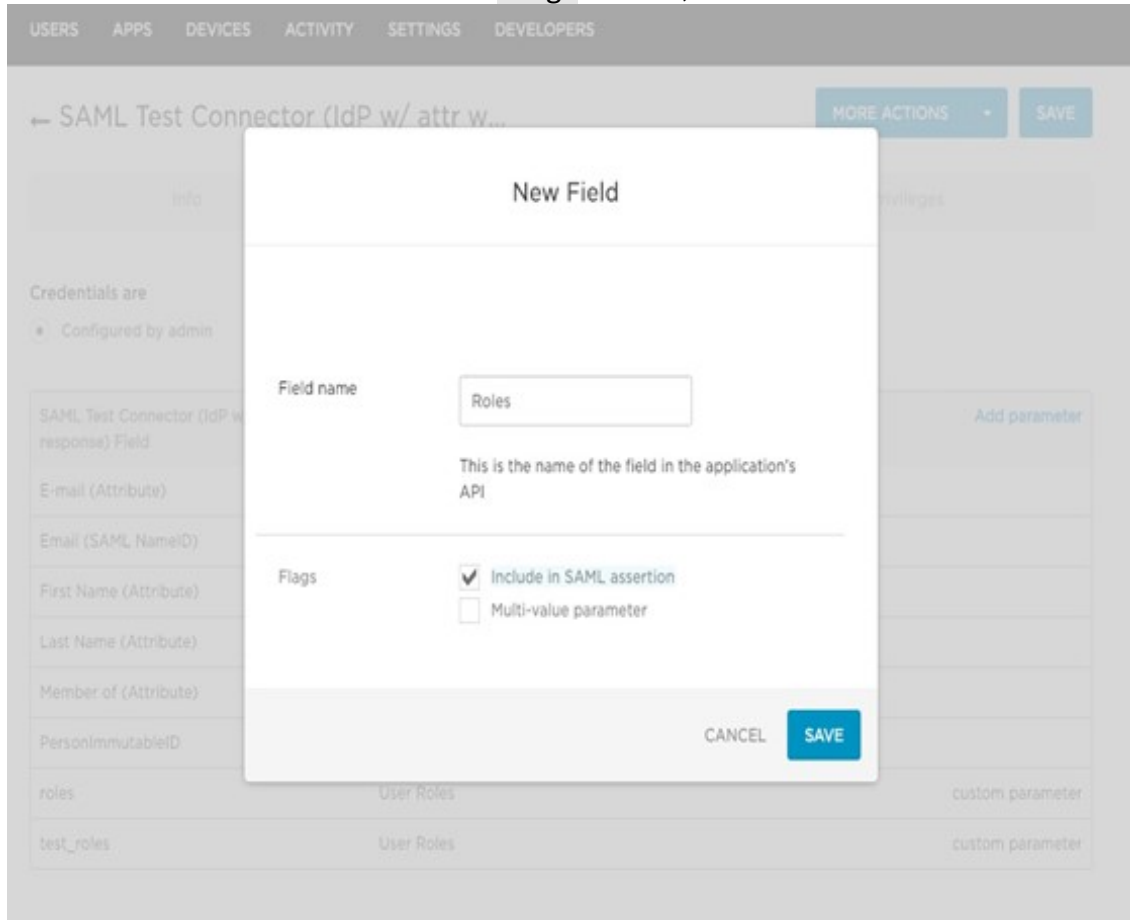 USERS APPS DEVICES ACTIVITY SETTINGS DEVELOPERS
← SAML Test Connector (IdP w/ attr w...
MORE ACTIONS SAVE
New Field
Info
Privileges
Credentials are
Configured by admin
Field name
Roles
This is the name of the field in the application's
API
SAML Test Connector (IdP w
response) Field
Add parameter
E-mail (Attribute)
Email (SAML NameID)
Flags
Include in SAML assertion
Multi-value parameter
First Name (Attribute)
Last Name (Attribute)
Member of (Attribute)
PersonImmutableID
CANCEL SAVE
roles User Roles custom parameter
test_roles User Roles custom parameter